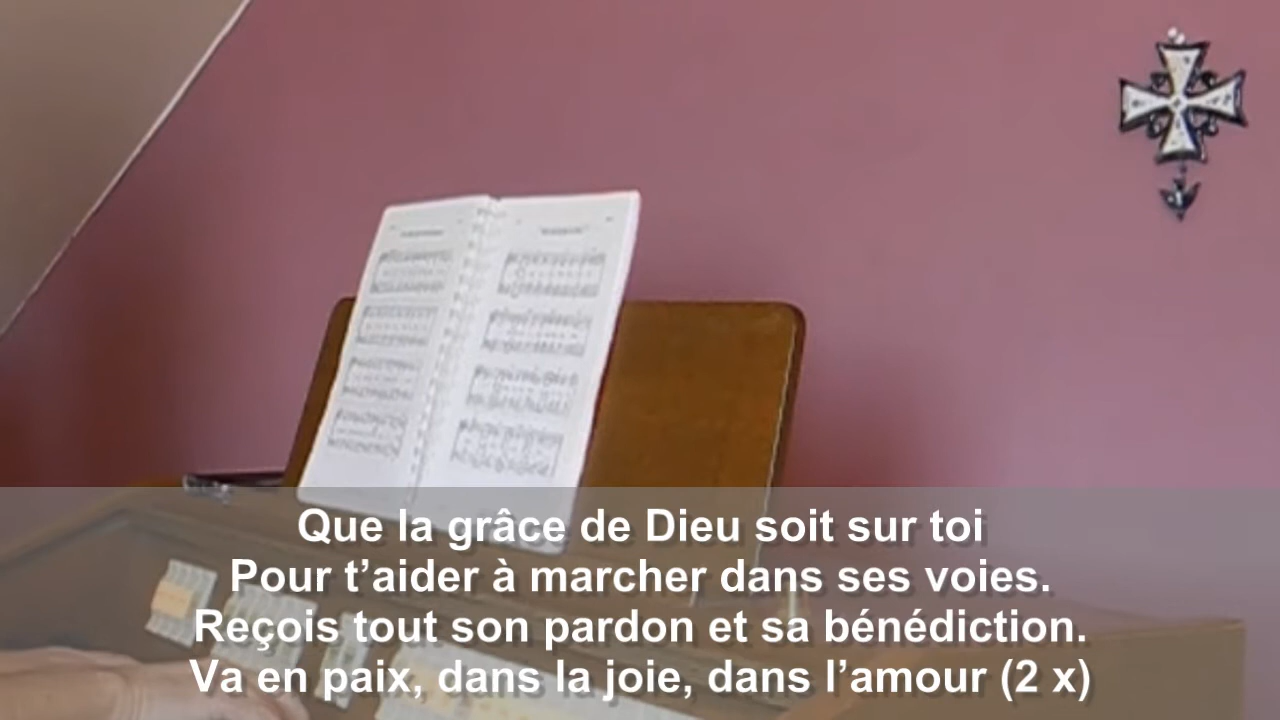 Que la grâce de Dieu soit sur toi
Pour t’aider à marcher dans ses voies.
Reçois tout son pardon et sa bénédiction.
Va en paix, dans la joie, dans l’amour (2 x)